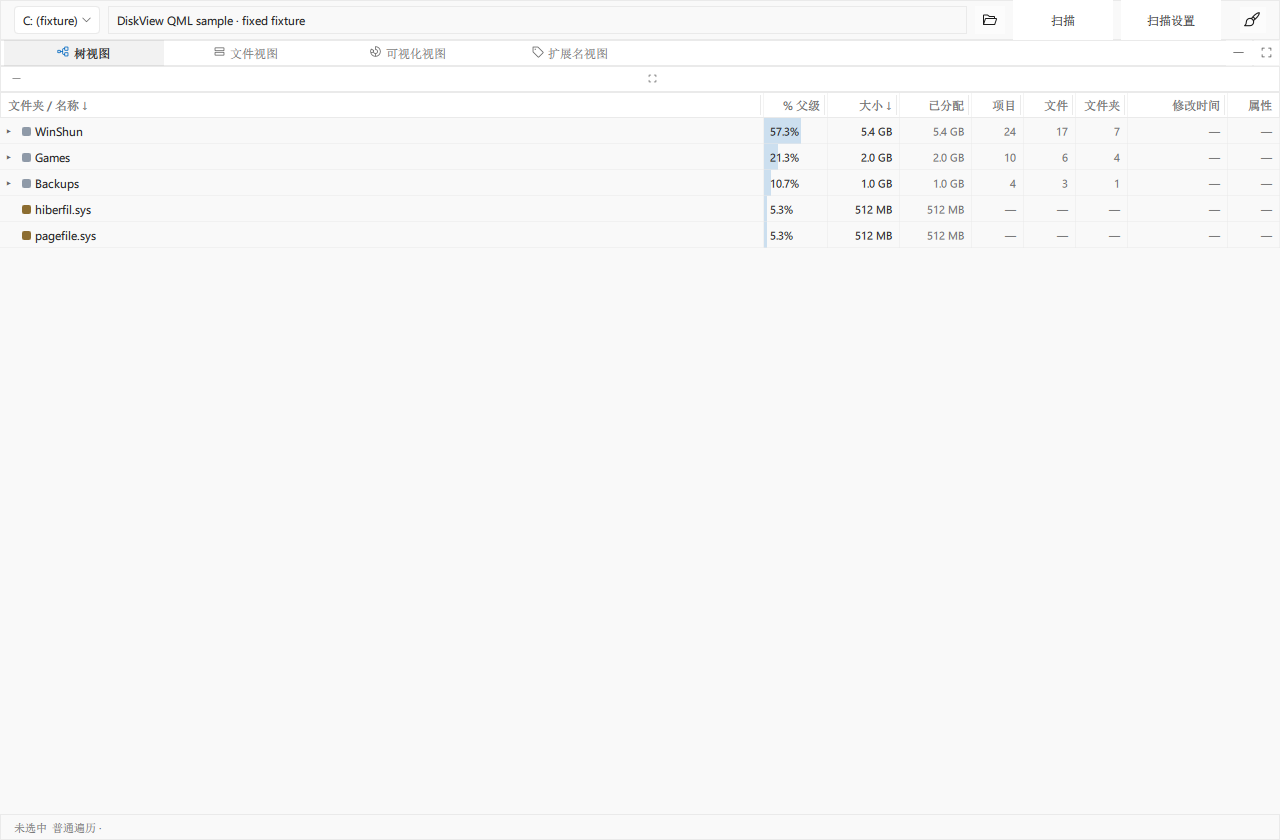 C: (fixture) DiskView QML sample · fixed fixture 扫描 扫描设置
树视图 文件视图 可视化视图 扩展名视图
文件夹 / 名称 ↓ % 父级 大小 ↓ 已分配 项目 文件 文件夹 修改时间 属性
WinShun 57.3% 5.4 GB 5.4 GB 24 17 7 — —
Games 21.3% 2.0 GB 2.0 GB 10 6 4 — —
Backups 10.7% 1.0 GB 1.0 GB 4 3 1 — —
hiberfil.sys 5.3% 512 MB 512 MB — — — — —
pagefile.sys 5.3% 512 MB 512 MB — — — — —
未选中 普通遍历 ·